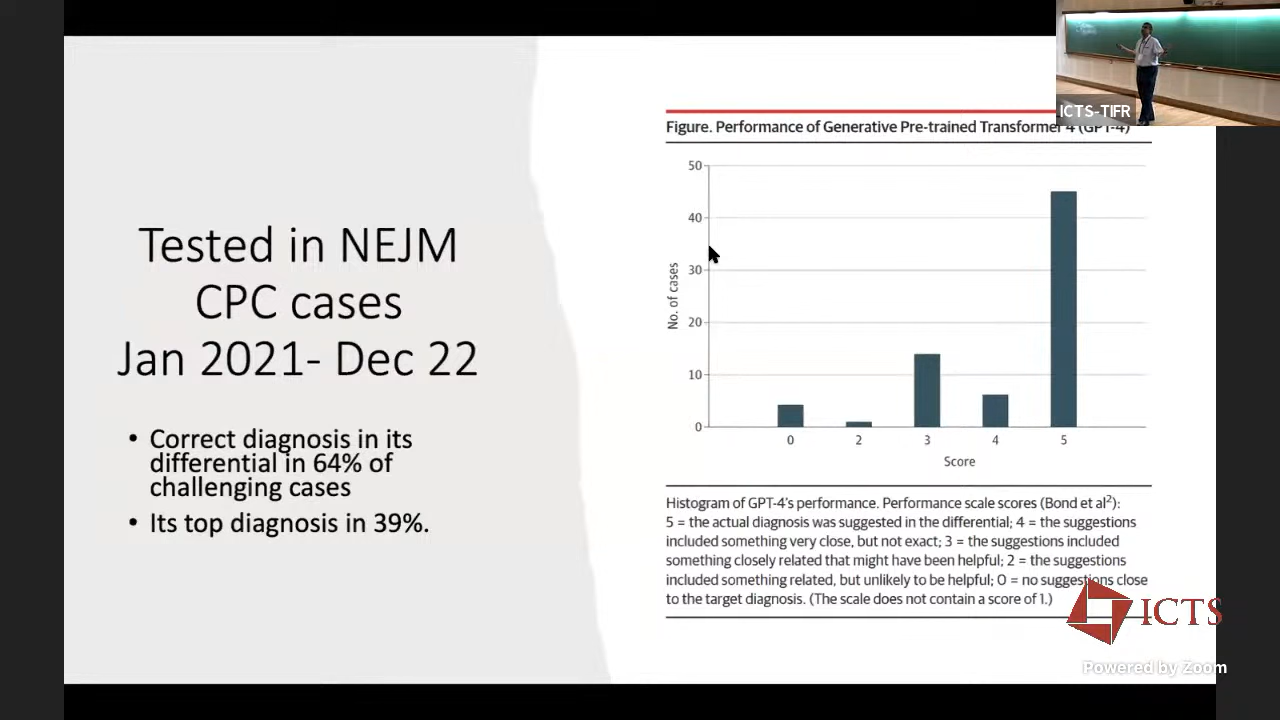 ICTS-TIFR
Tested in NEJM
CPC cases
Jan 2021- Dec 22
• Correct diagnosis in its
differential in 64% of
challenging cases
• Its top diagnosis in 39%.
Figure. Performance of Generative Pre-trained Transformer 4 (GPT-4)
50
40
30
20
10
0
No. of cases
0 2 3 4 5
Score
Histogram of GPT-4's performance. Performance scale scores (Bond et al2):
5 = the actual diagnosis was suggested in the differential; 4 = the suggestions
included something very close, but not exact; 3 = the suggestions included
something closely related that might have been helpful; 2 = the suggestions
included something related, but unlikely to be helpful; 0 = no suggestions close
to the target diagnosis. (The scale does not contain a score of 1.)
ICTS
Powered by Zoom